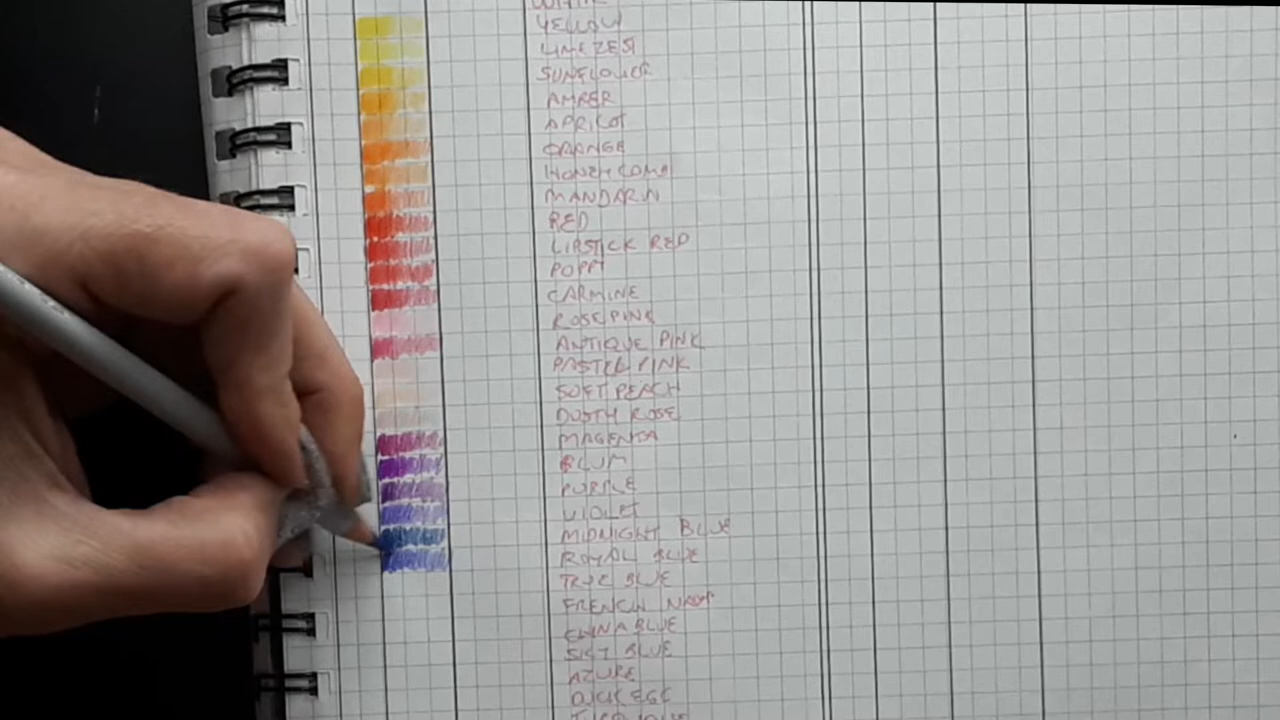 WHITE
YELLOW
LIME ZEST
SUNFLOWER
AMBER
APRICOT
ORANGE
HONEYCOMB
MANDARIN
RED
LIPSTICK RED
POPPY
CARMINE
ROSE PINK
ANTIQUE PINK
PASTEL PINK
SOFT PEACH
DUSTY ROSE
MAGENTA
PLUM
PURPLE
VIOLET
MIDNIGHT BLUE
ROYAL BLUE
TRUE BLUE
FRENCH NAVY
CHINA BLUE
SKY BLUE
AZURE
DUCK EGG